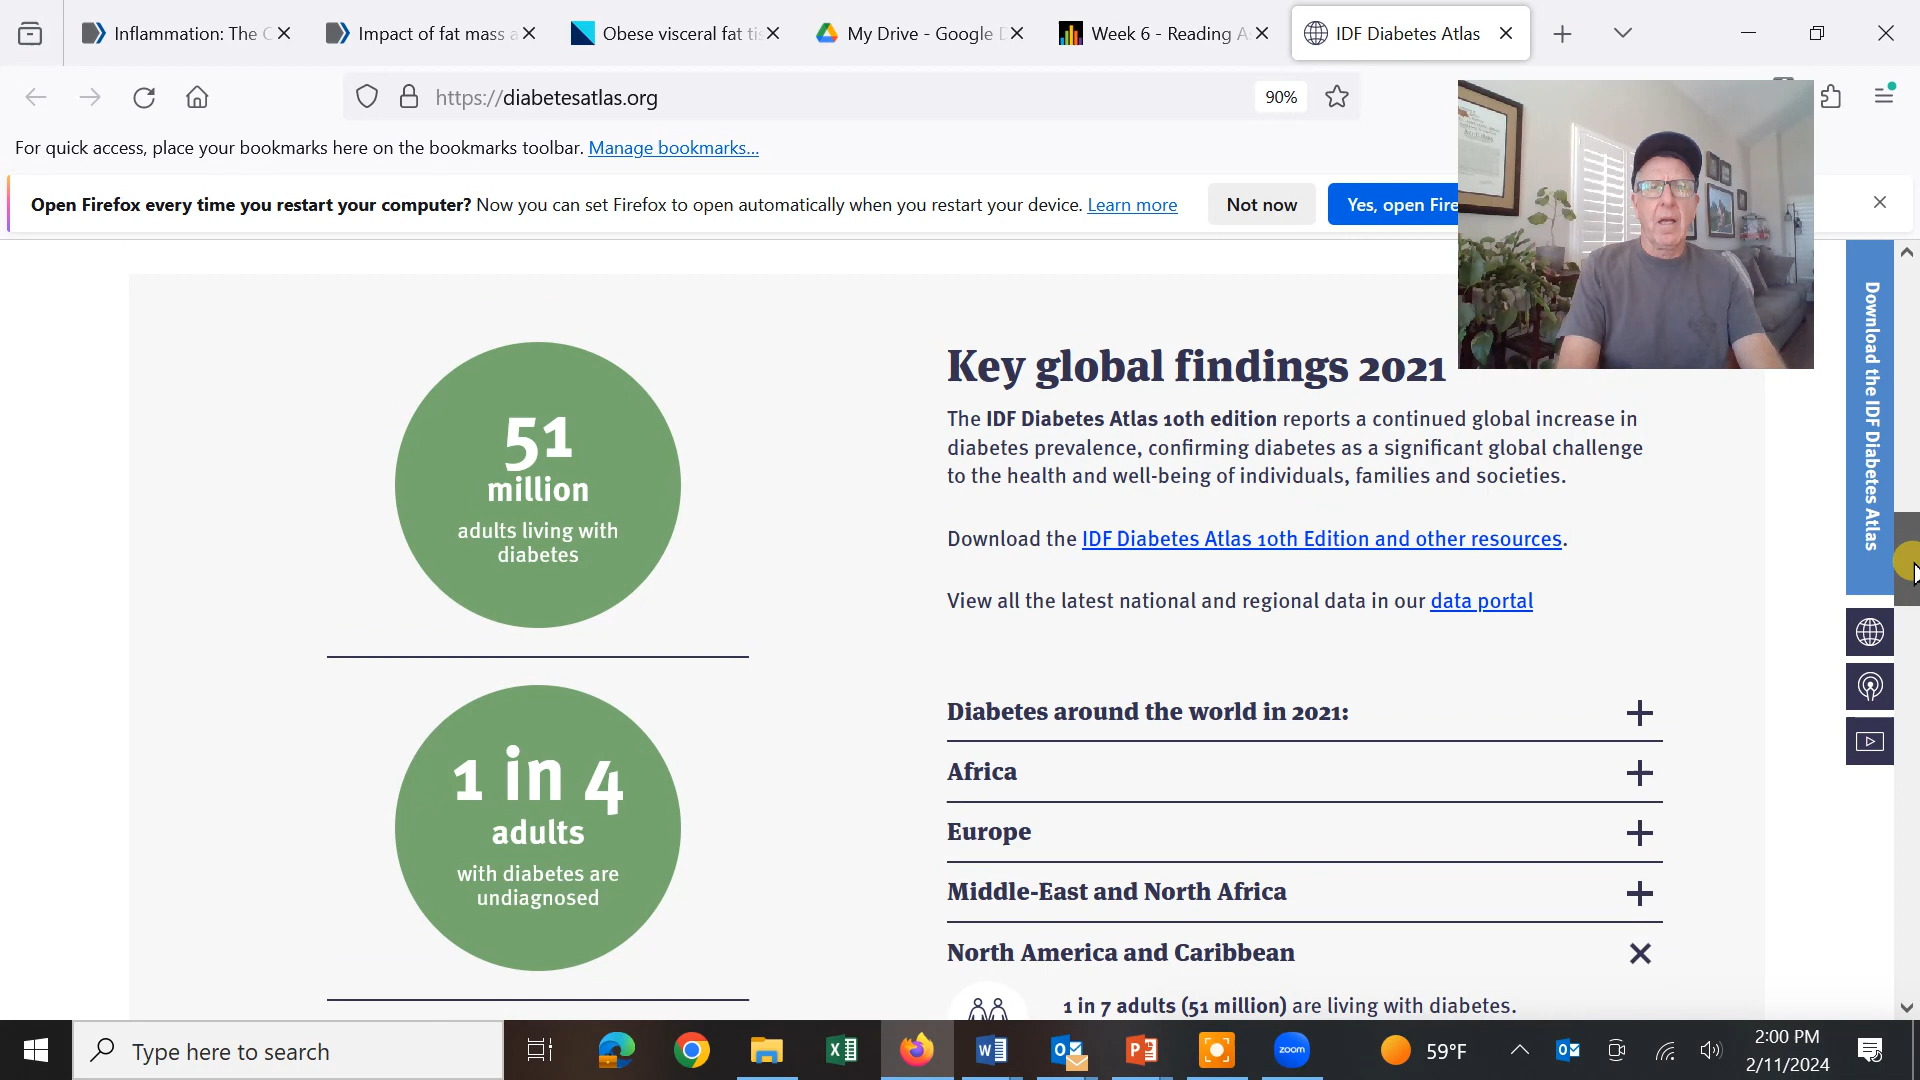 Inflammation: The C
Impact of fat mass a
Obese visceral fat tis
My Drive - Google D
Week 6 - Reading As
IDF Diabetes Atlas
https://diabetesatlas.org
90%
For quick access, place your bookmarks here on the bookmarks toolbar. Manage bookmarks...
Open Firefox every time you restart your computer? Now you can set Firefox to open automatically when you restart your device. Learn more
Not now
Yes, open Fire
51
million
adults living with
diabetes
1 in 4
adults
with diabetes are
undiagnosed
Key global findings 2021
The IDF Diabetes Atlas 10th edition reports a continued global increase in
diabetes prevalence, confirming diabetes as a significant global challenge
to the health and well-being of individuals, families and societies.
Download the IDF Diabetes Atlas 10th Edition and other resources.
View all the latest national and regional data in our data portal
Diabetes around the world in 2021:
Africa
Europe
Middle-East and North Africa
North America and Caribbean
1 in 7 adults (51 million) are living with diabetes.
Download the IDF Diabetes Atlas
Type here to search
zoom
59°F
2:00 PM
2/11/2024